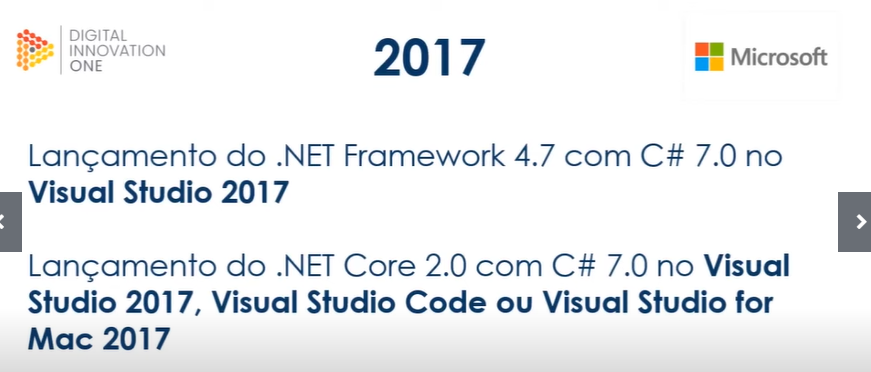 DIGITAL
INNOVATION
ONE
2017
Microsoft
Lançamento do .NET Framework 4.7 com C# 7.0 no
Visual Studio 2017
Lançamento do .NET Core 2.0 com C# 7.0 no Visual
Studio 2017, Visual Studio Code ou Visual Studio for
Mac 2017